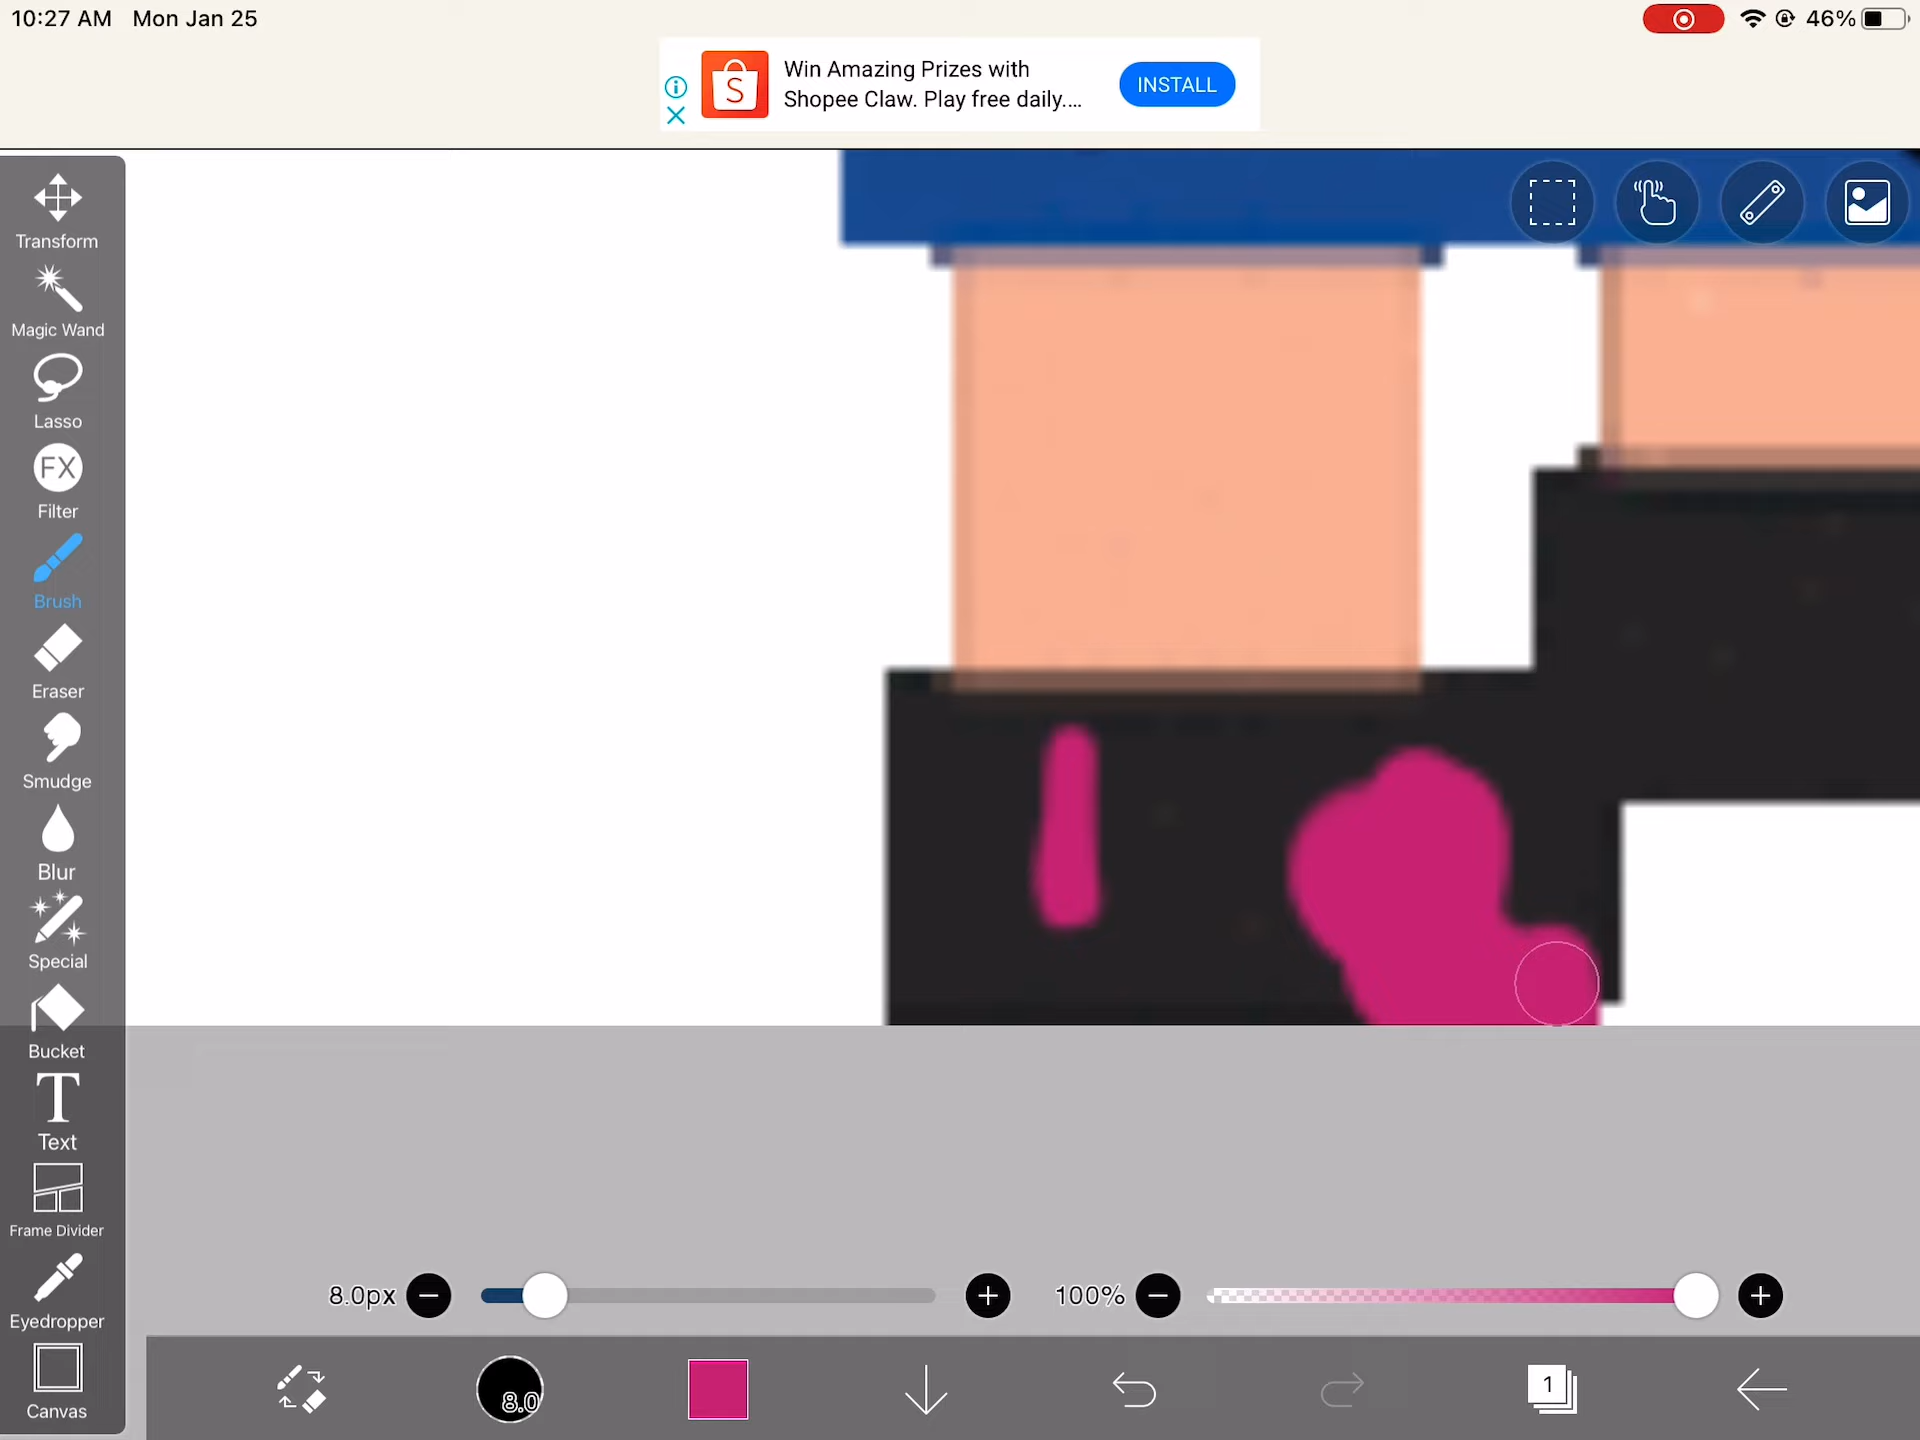 10:27 AM Mon Jan 25
46%
Win Amazing Prizes with
Shopee Claw. Play free daily....
INSTALL
S
Transform
Magic Wand
Lasso
FX
Filter
Brush
Eraser
Smudge
Blur
Special
Bucket
T
Text
Frame Divider
Eyedropper
Canvas
8.0px
100%
8.0
1